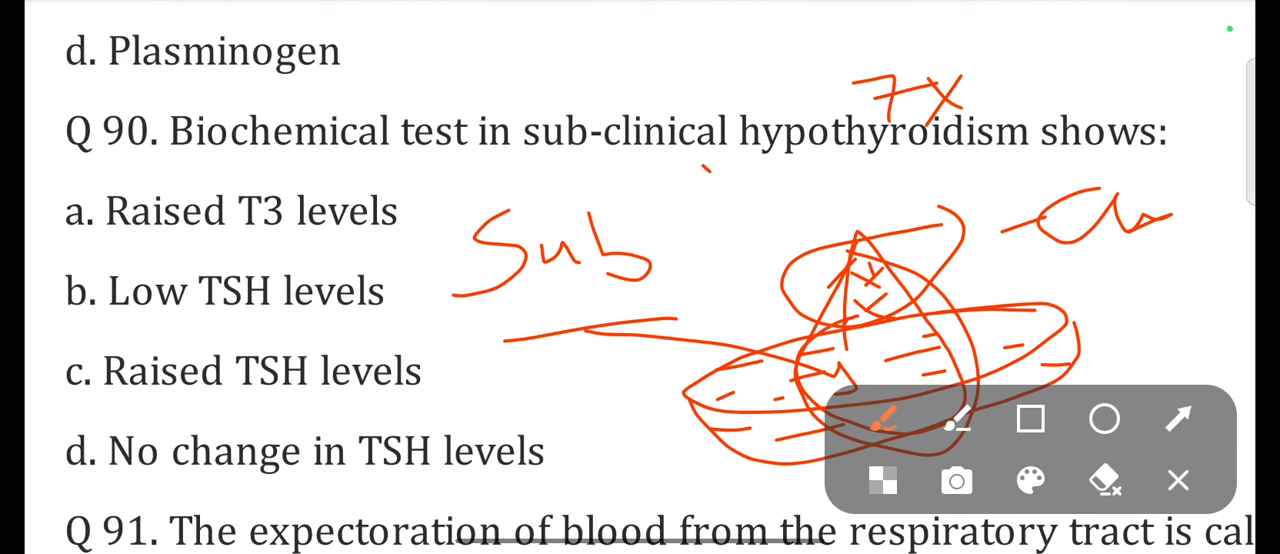 d. Plasminogen
7X
Q 90. Biochemical test in sub-clinical hypothyroidism shows:
a. Raised T3 levels
Sub
b. Low TSH levels
c. Raised TSH levels
d. No change in TSH levels
Q 91. The expectoration of blood from the respiratory tract is cal